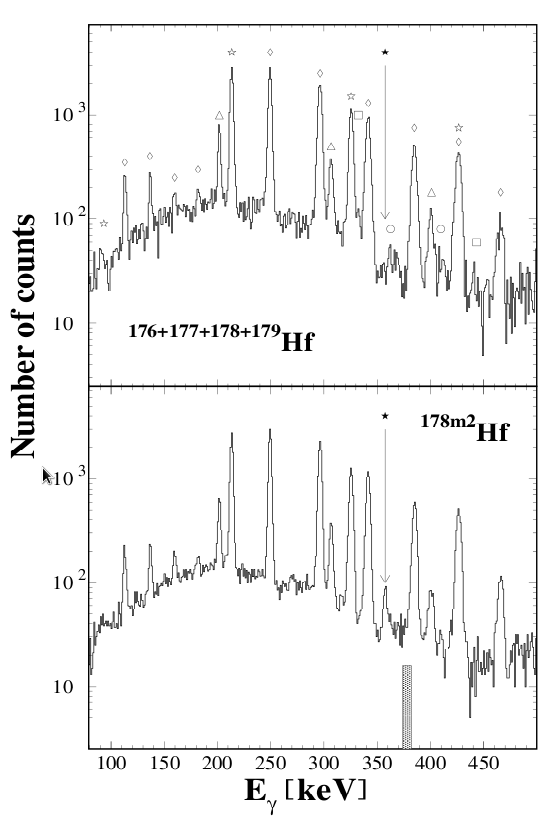 10³
10²
10
¹⁷⁶⁺¹⁷⁷⁺¹⁷⁸⁺¹⁷⁹Hf
Number of counts
¹⁷⁸ᵐ²Hf
10³
10²
10
100 150 200 250 300 350 400 450
Eᵧ [keV]